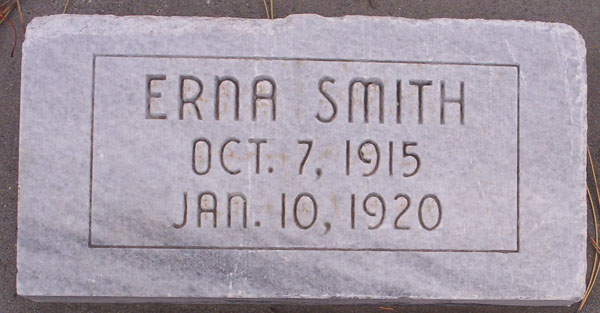 ERNA SMITH
OCT. 7, 1915
JAN. 10, 1920